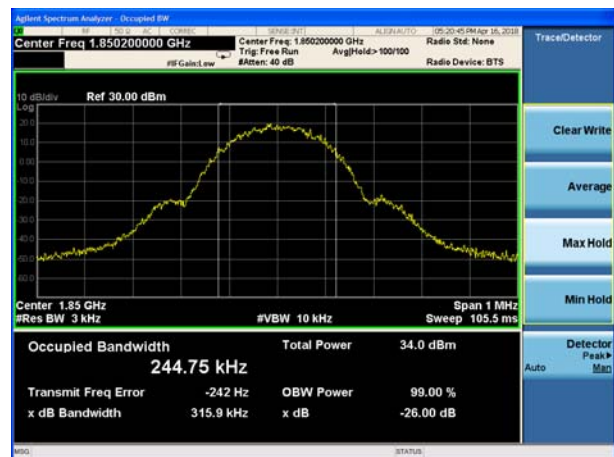 Agilent Spectrum Analyzer - Occupied BW
RF 50 Ω AC CORREC SENSE:INT ALIGNAUTO 05:20:45 PM Apr 16, 2018
Center Freq 1.850200000 GHz
Center Freq: 1.850200000 GHz
Radio Std: None
Trace/Detector
Trig: Free Run Avg|Hold:> 100/100
#IFGain:Low #Atten: 40 dB Radio Device: BTS
10 dB/div Ref 30.00 dBm
Log
20.0
10.0
0.00
-10.0
-20.0
-30.0
-40.0
-50.0
-60.0
Center 1.85 GHz Span 1 MHz
#Res BW 3 kHz #VBW 10 kHz Sweep 105.5 ms
Occupied Bandwidth Total Power 34.0 dBm
244.75 kHz
Transmit Freq Error -242 Hz OBW Power 99.00 %
x dB Bandwidth 315.9 kHz x dB -26.00 dB
Clear Write
Average
Max Hold
Min Hold
Detector
Peak▶
Auto Man
MSG STATUS